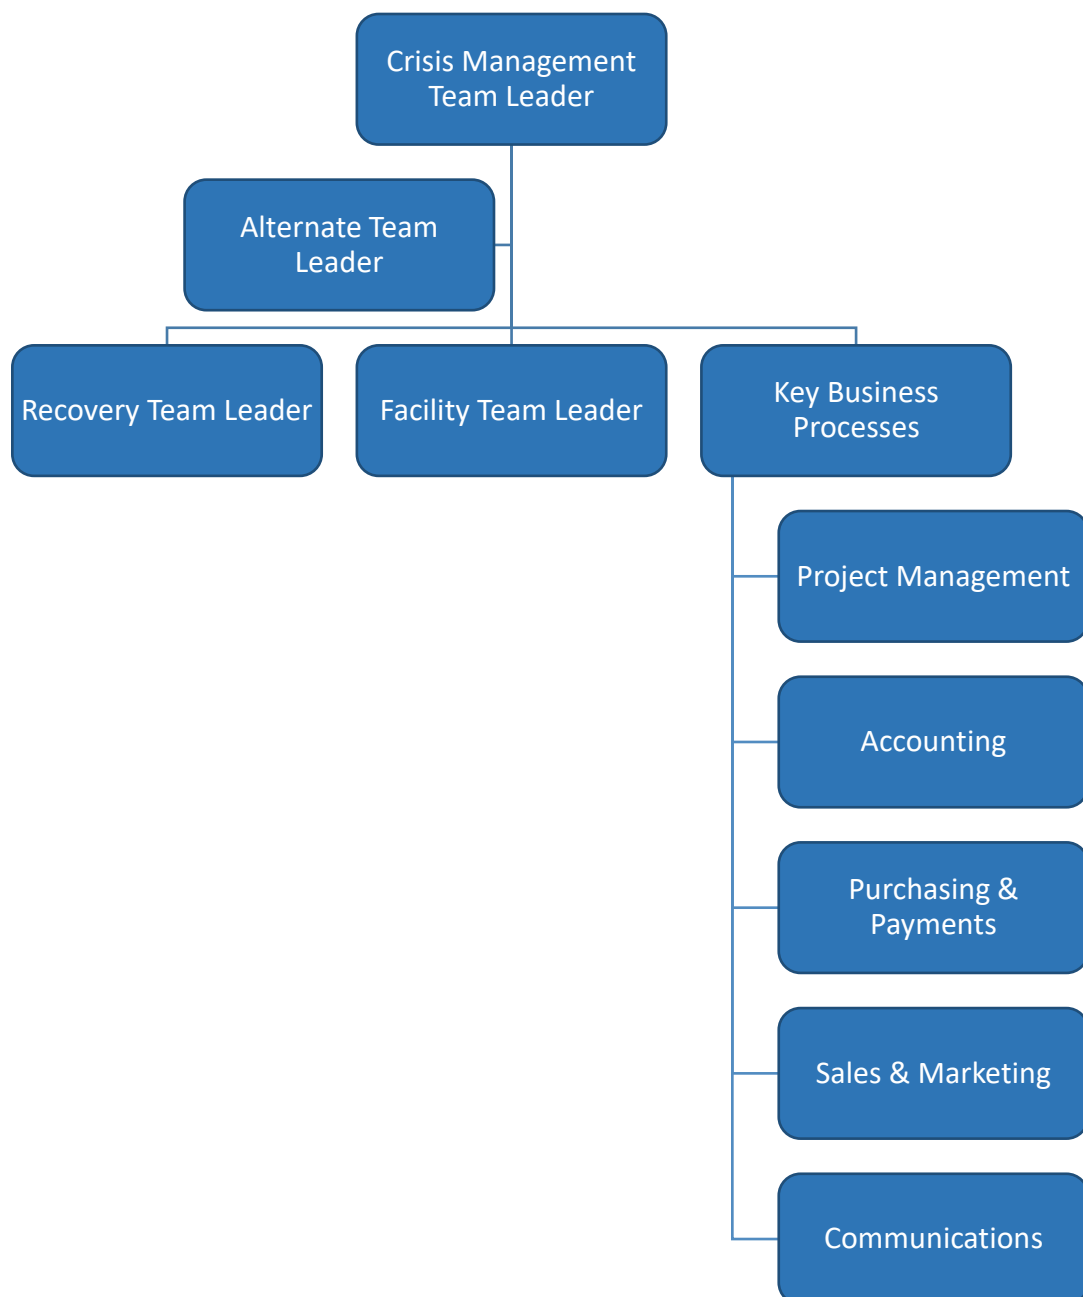 Crisis Management
Team Leader
Alternate Team
Leader
Recovery Team Leader
Facility Team Leader
Key Business
Processes
Project Management
Accounting
Purchasing &
Payments
Sales & Marketing
Communications